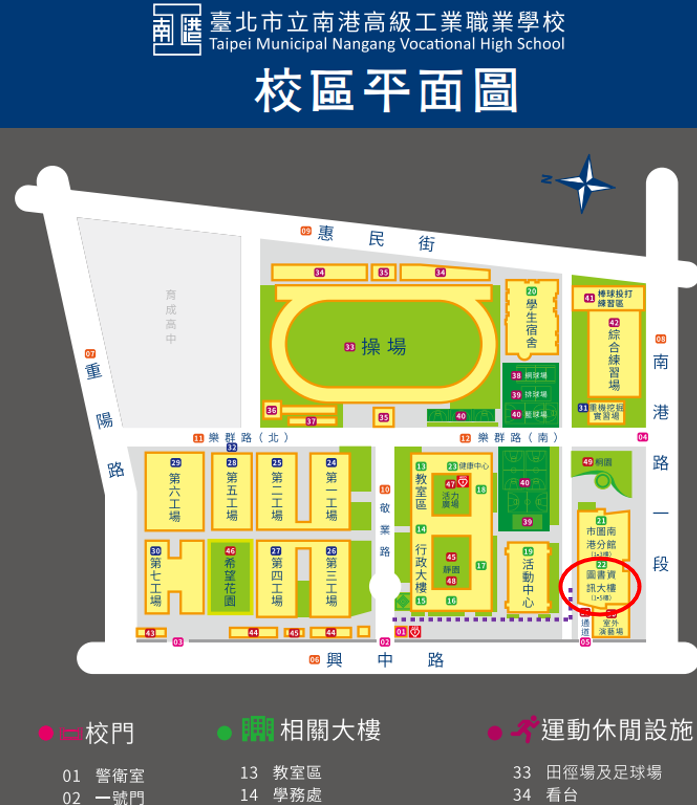 南港
臺北市立南港高級工業職業學校
Taipei Municipal Nangang Vocational High School
校區平面圖
N
09 惠民街
34 35 34
育成高中
20 學生宿舍
41 棒球投打練習區
42 綜合練習場
33 操場
07 重陽路
08 南港路一段
38 網球場
39 排球場
40 籃球場
36
37
35
40
31 重機挖掘實習場
11 樂群路(北)
12 樂群路(南)
04
32
29 第六工場
28 第五工場
25 第二工場
24 第一工場
10 敬業路
13 教室區
23 健康中心
47 活力廣場
18
40
39
49 桐園
21 市圖南港分館
22 圖書資訊大樓
(1-5樓)
30 第七工場
46 希望花園
27 第四工場
26 第三工場
14 行政大樓
45 靜園
48
17
15
16
19 活動中心
通道
室外演藝場
43
03
44
45
44
02
01
05
06 興中路
校門
相關大樓
運動休閒設施
01 警衛室
13 教室區
33 田徑場及足球場
02 一號門
14 學務處
34 看台